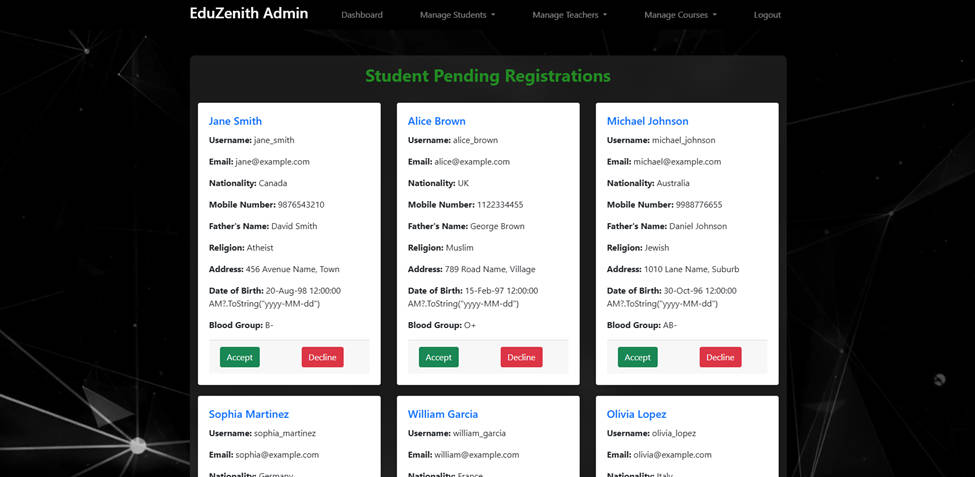 EduZenith Admin Dashboard Manage Students Manage Teachers Manage Courses Logout
Student Pending Registrations
Jane Smith
Username: jane_smith
Email: jane@example.com
Nationality: Canada
Mobile Number: 9876543210
Father's Name: David Smith
Religion: Atheist
Address: 456 Avenue Name, Town
Date of Birth: 20-Aug-98 12:00:00
AM?.ToString("yyyy-MM-dd")
Blood Group: B-
Accept Decline
Alice Brown
Username: alice_brown
Email: alice@example.com
Nationality: UK
Mobile Number: 1122334455
Father's Name: George Brown
Religion: Muslim
Address: 789 Road Name, Village
Date of Birth: 15-Feb-97 12:00:00
AM?.ToString("yyyy-MM-dd")
Blood Group: O+
Accept Decline
Michael Johnson
Username: michael_johnson
Email: michael@example.com
Nationality: Australia
Mobile Number: 9988776655
Father's Name: Daniel Johnson
Religion: Jewish
Address: 1010 Lane Name, Suburb
Date of Birth: 30-Oct-96 12:00:00
AM?.ToString("yyyy-MM-dd")
Blood Group: AB-
Accept Decline
Sophia Martinez
Username: sophia_martinez
Email: sophia@example.com
Nationality: Germany
William Garcia
Username: william_garcia
Email: william@example.com
Nationality: France
Olivia Lopez
Username: olivia_lopez
Email: olivia@example.com
Nationality: Italy